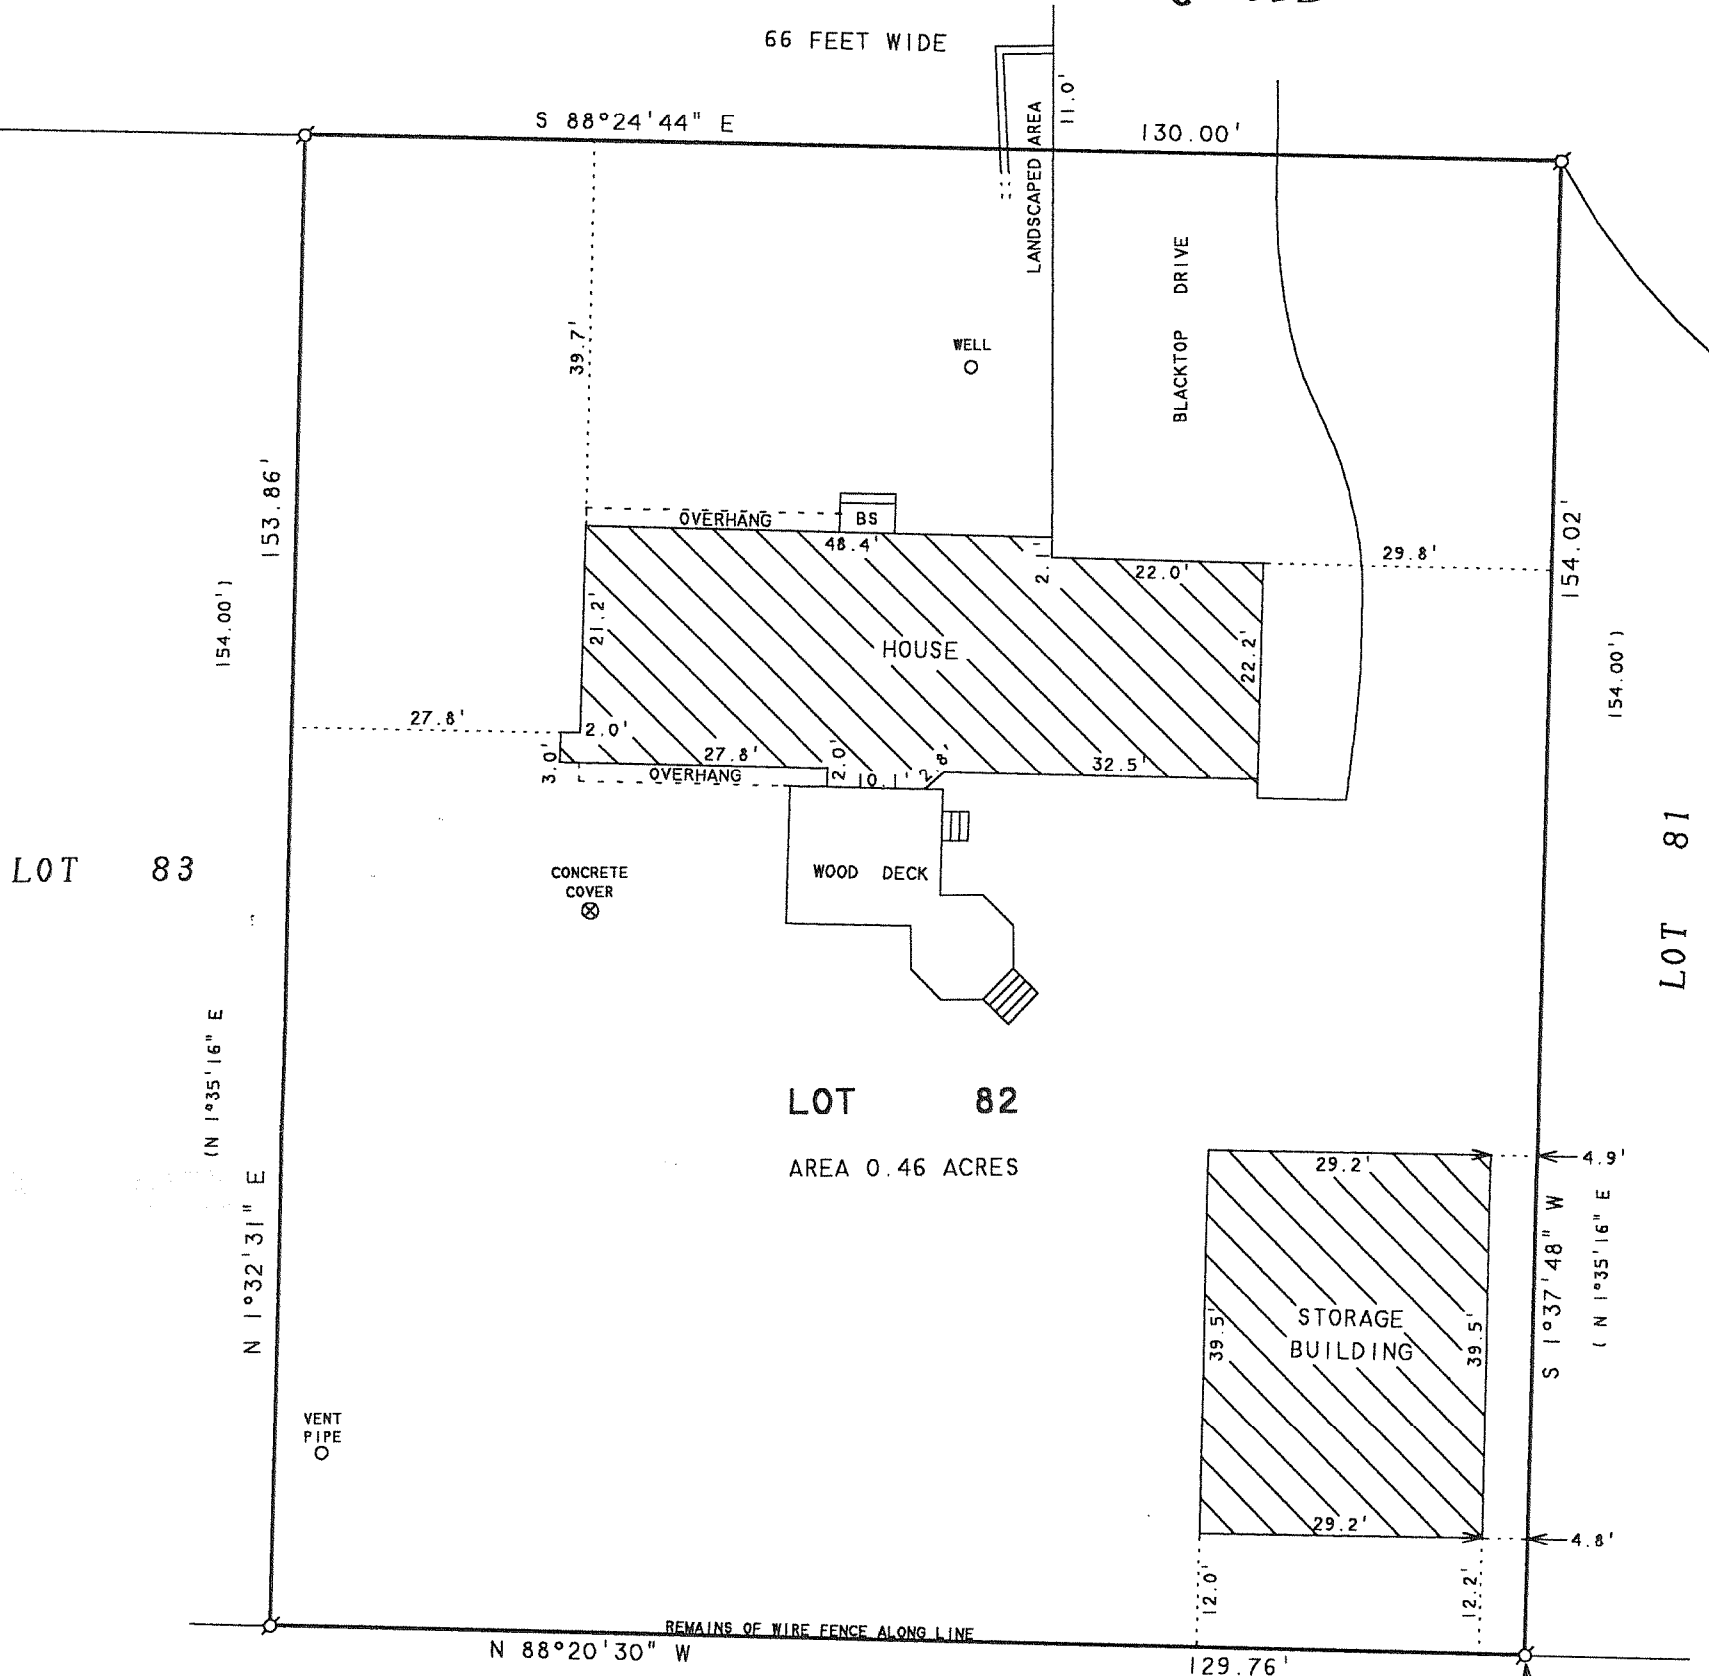 66 FEET WIDE
S 88°24'44" E
130.00'
11.0'
LANDSCAPED AREA
BLACKTOP DRIVE
39.7'
WELL
153.86'
154.00')
OVERHANG
BS
48.4'
2.1'
22.0'
29.8'
154.02'
154.00')
21.2'
HOUSE
22.2'
27.8'
2.0'
3.0'
27.8'
OVERHANG
2.0'
10.1'
2.8'
32.5'
LOT 83
LOT 81
CONCRETE
COVER
WOOD DECK
(N 1°35'16" E
N 1°32'31" E
LOT 82
AREA 0.46 ACRES
29.2'
4.9'
39.5'
STORAGE
BUILDING
39.5'
S 1°37'48" W
(N 1°35'16" E
VENT
PIPE
29.2'
4.8'
12.0'
12.2'
REMAINS OF WIRE FENCE ALONG LINE
N 88°20'30" W
129.76'